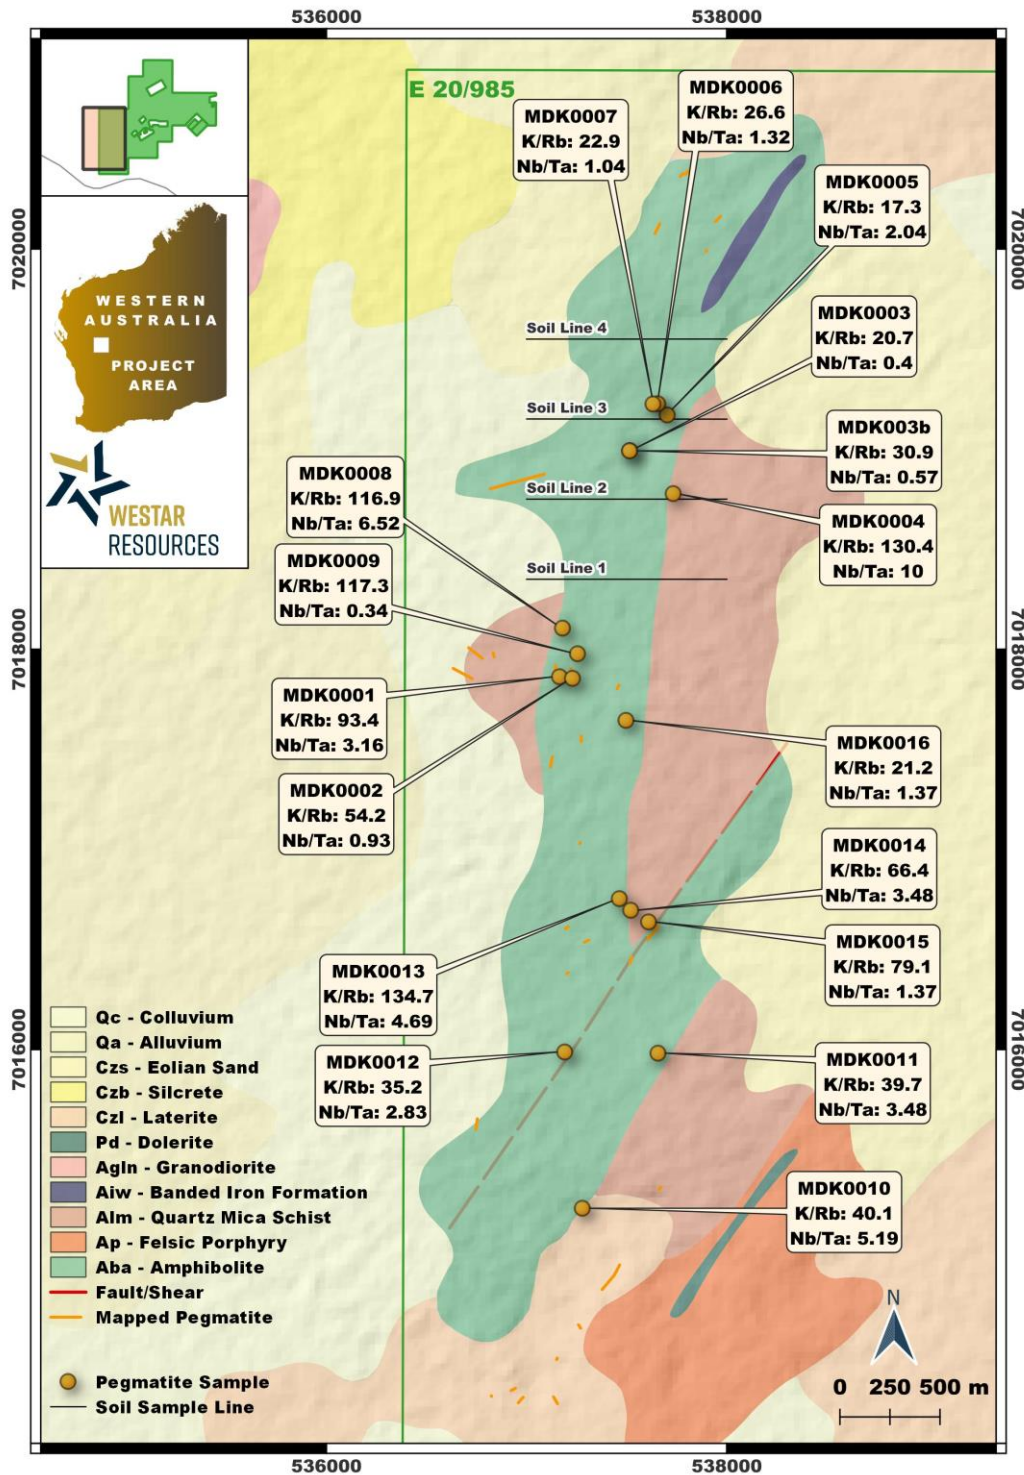 536000
538000
E 20/985
MDK0006
K/Rb: 26.6
Nb/Ta: 1.32
MDK0007
K/Rb: 22.9
Nb/Ta: 1.04
MDK0005
K/Rb: 17.3
Nb/Ta: 2.04
7020000
7020000
WESTERN
AUSTRALIA
PROJECT
AREA
MDK0003
K/Rb: 20.7
Nb/Ta: 0.4
Soil Line 4
Soil Line 3
MDK003b
K/Rb: 30.9
Nb/Ta: 0.57
WESTAR
RESOURCES
MDK0008
K/Rb: 116.9
Nb/Ta: 6.52
Soil Line 2
MDK0004
K/Rb: 130.4
Nb/Ta: 10
MDK0009
K/Rb: 117.3
Nb/Ta: 0.34
Soil Line 1
7018000
7018000
MDK0001
K/Rb: 93.4
Nb/Ta: 3.16
MDK0016
K/Rb: 21.2
Nb/Ta: 1.37
MDK0002
K/Rb: 54.2
Nb/Ta: 0.93
MDK0014
K/Rb: 66.4
Nb/Ta: 3.48
MDK0015
K/Rb: 79.1
Nb/Ta: 1.37
MDK0013
K/Rb: 134.7
Nb/Ta: 4.69
7016000
7016000
MDK0012
K/Rb: 35.2
Nb/Ta: 2.83
MDK0011
K/Rb: 39.7
Nb/Ta: 3.48
MDK0010
K/Rb: 40.1
Nb/Ta: 5.19
Qc - Colluvium
Qa - Alluvium
Czs - Eolian Sand
Czb - Silcrete
Czl - Laterite
Pd - Dolerite
Agln - Granodiorite
Aiw - Banded Iron Formation
Alm - Quartz Mica Schist
Ap - Felsic Porphyry
Aba - Amphibolite
Fault/Shear
Mapped Pegmatite
Pegmatite Sample
Soil Sample Line
N
0 250 500 m
536000
538000